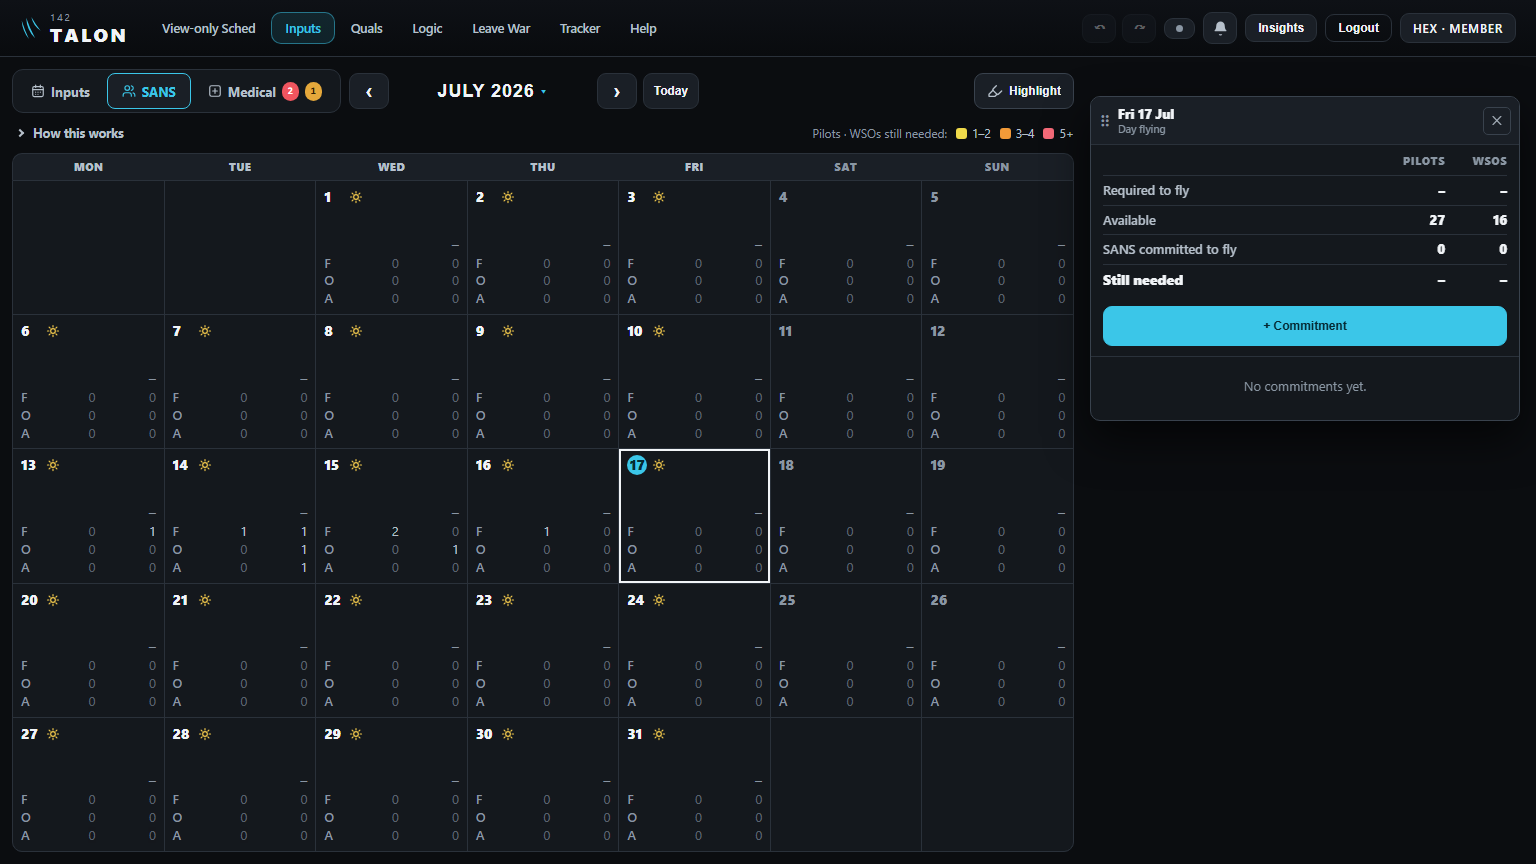 142
TALON
View-only Sched
Inputs
Quals
Logic
Leave War
Tracker
Help
Insights
Logout
HEX · MEMBER
Inputs
SANS
Medical 2 1
‹
JULY 2026
›
Today
Highlight
How this works
Pilots · WSOs still needed: 1–2 3–4 5+
MON TUE WED THU FRI SAT SUN
1 2 3 4 5
– – – – –
F 0 0 F 0 0 F 0 0 F 0 0 F 0 0
O 0 0 O 0 0 O 0 0 O 0 0 O 0 0
A 0 0 A 0 0 A 0 0 A 0 0 A 0 0
6 7 8 9 10 11 12
– – – – – – –
F 0 0 F 0 0 F 0 0 F 0 0 F 0 0 F 0 0 F 0 0
O 0 0 O 0 0 O 0 0 O 0 0 O 0 0 O 0 0 O 0 0
A 0 0 A 0 0 A 0 0 A 0 0 A 0 0 A 0 0 A 0 0
13 14 15 16 17 18 19
– – – – – – –
F 0 1 F 1 1 F 2 0 F 1 0 F 0 0 F 0 0 F 0 0
O 0 0 O 0 1 O 0 1 O 0 0 O 0 0 O 0 0 O 0 0
A 0 0 A 0 1 A 0 0 A 0 0 A 0 0 A 0 0 A 0 0
20 21 22 23 24 25 26
– – – – – – –
F 0 0 F 0 0 F 0 0 F 0 0 F 0 0 F 0 0 F 0 0
O 0 0 O 0 0 O 0 0 O 0 0 O 0 0 O 0 0 O 0 0
A 0 0 A 0 0 A 0 0 A 0 0 A 0 0 A 0 0 A 0 0
27 28 29 30 31
– – – – –
F 0 0 F 0 0 F 0 0 F 0 0 F 0 0
O 0 0 O 0 0 O 0 0 O 0 0 O 0 0
A 0 0 A 0 0 A 0 0 A 0 0 A 0 0
Fri 17 Jul
Day flying
PILOTS WSOS
Required to fly – –
Available 27 16
SANS committed to fly 0 0
Still needed – –
+ Commitment
No commitments yet.